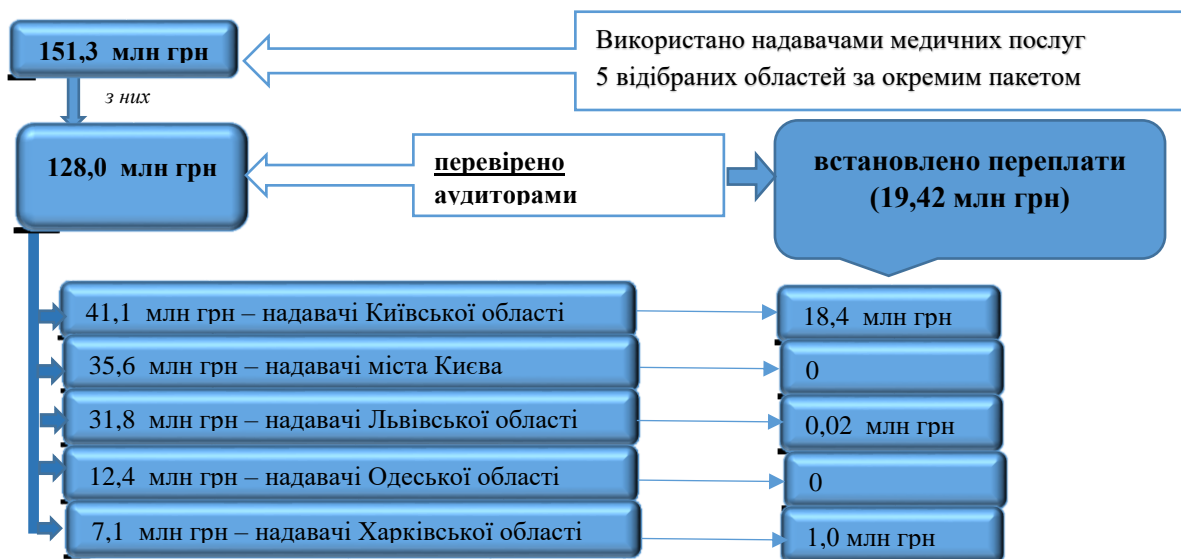 151,3 млн грн
Використано надавачами медичних послуг
5 відібраних областей за окремим пакетом
з них
128,0 млн грн
перевірено
аудиторами
встановлено переплати
(19,42 млн грн)
41,1 млн грн – надавачі Київської області
18,4 млн грн
35,6 млн грн – надавачі міста Києва
0
31,8 млн грн – надавачі Львівської області
0,02 млн грн
12,4 млн грн – надавачі Одеської області
0
7,1 млн грн – надавачі Харківської області
1,0 млн грн